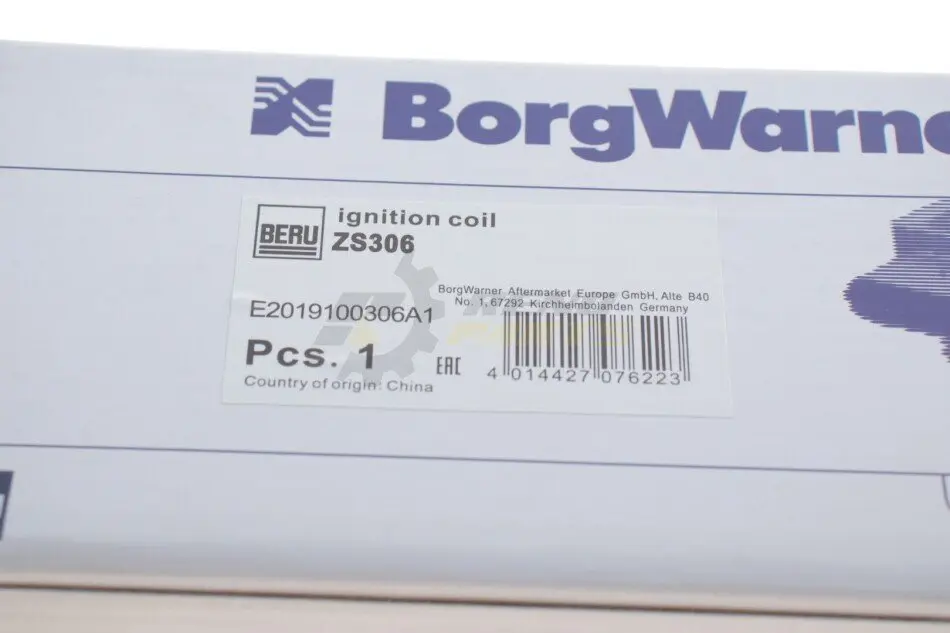 BorgWarne
BERU
ignition coil
ZS306
BorgWarner Aftermarket Europe GmbH, Alte B40
No. 1, 67292 Kirchheimbolanden Germany
E2019100306A1
Pcs. 1
EAC
4 014427 076223
Country of origin: China